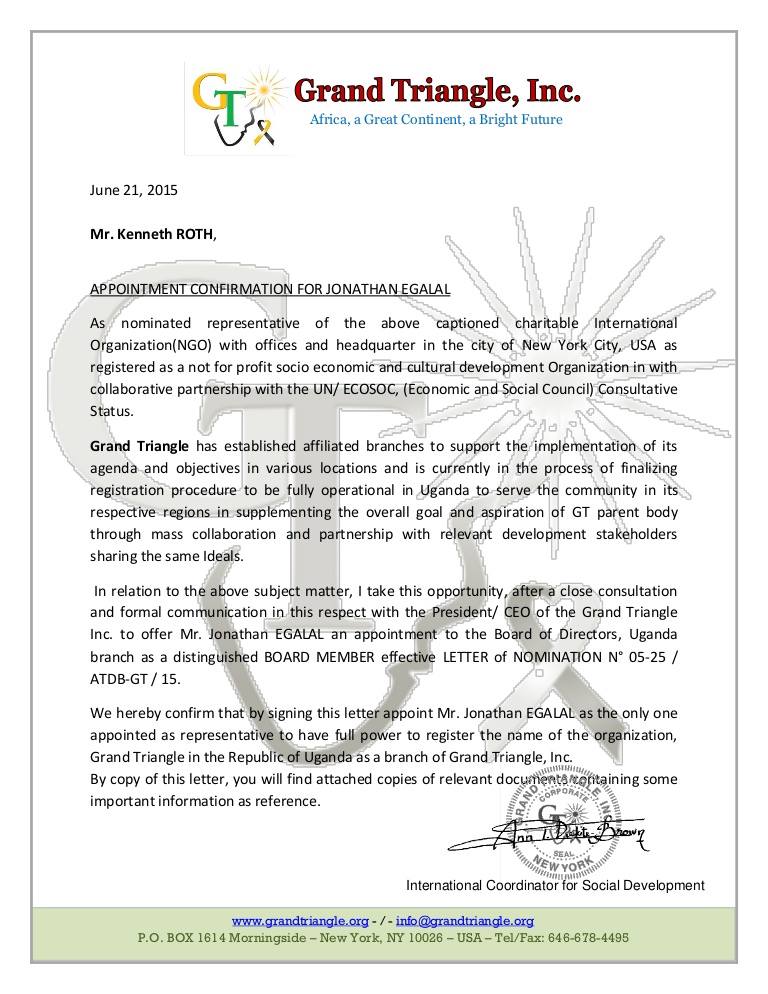 GT
Grand Triangle, Inc.
Africa, a Great Continent, a Bright Future
June 21, 2015
Mr. Kenneth ROTH,
APPOINTMENT CONFIRMATION FOR JONATHAN EGALAL
As nominated representative of the above captioned charitable International
Organization(NGO) with offices and headquarter in the city of New York City, USA as
registered as a not for profit socio economic and cultural development Organization in with
collaborative partnership with the UN/ ECOSOC, (Economic and Social Council) Consultative
Status.
Grand Triangle has established affiliated branches to support the implementation of its
agenda and objectives in various locations and is currently in the process of finalizing
registration procedure to be fully operational in Uganda to serve the community in its
respective regions in supplementing the overall goal and aspiration of GT parent body
through mass collaboration and partnership with relevant development stakeholders
sharing the same Ideals.
In relation to the above subject matter, I take this opportunity, after a close consultation
and formal communication in this respect with the President/ CEO of the Grand Triangle
Inc. to offer Mr. Jonathan EGALAL an appointment to the Board of Directors, Uganda
branch as a distinguished BOARD MEMBER effective LETTER of NOMINATION N° 05-25 /
ATDB-GT / 15.
We hereby confirm that by signing this letter appoint Mr. Jonathan EGALAL as the only one
appointed as representative to have full power to register the name of the organization,
Grand Triangle in the Republic of Uganda as a branch of Grand Triangle, Inc.
By copy of this letter, you will find attached copies of relevant documents containing some
important information as reference.
GRAND TRIANGLE, INC
CORPORATE
GT
Ann T. Brown
SEAL
NEW YORK
International Coordinator for Social Development
www.grandtriangle.org - / - info@grandtriangle.org
P.O. BOX 1614 Morningside – New York, NY 10026 – USA – Tel/Fax: 646-678-4495